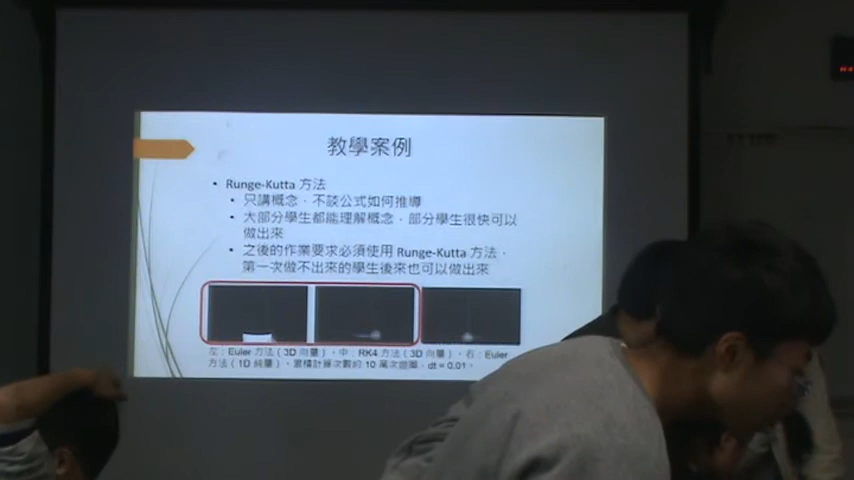 教學案例
• Runge-Kutta 方法
• 只講概念，不談公式如何推導
• 大部分學生都能理解概念，部分學生很快可以
做出來
• 之後的作業要求必須使用 Runge-Kutta 方法，
第一次做不出來的學生後來也可以做出來
左：Euler 方法（3D 向量），中：RK4 方法（3D 向量），右：Euler
方法（1D 純量），累積計算次數約 10 萬次迴圈，dt = 0.01。